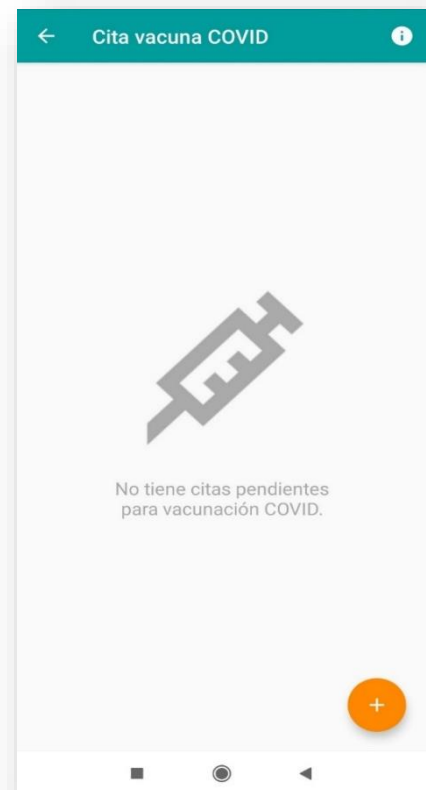 Cita vacuna COVID
No tiene citas pendientes
para vacunación COVID.